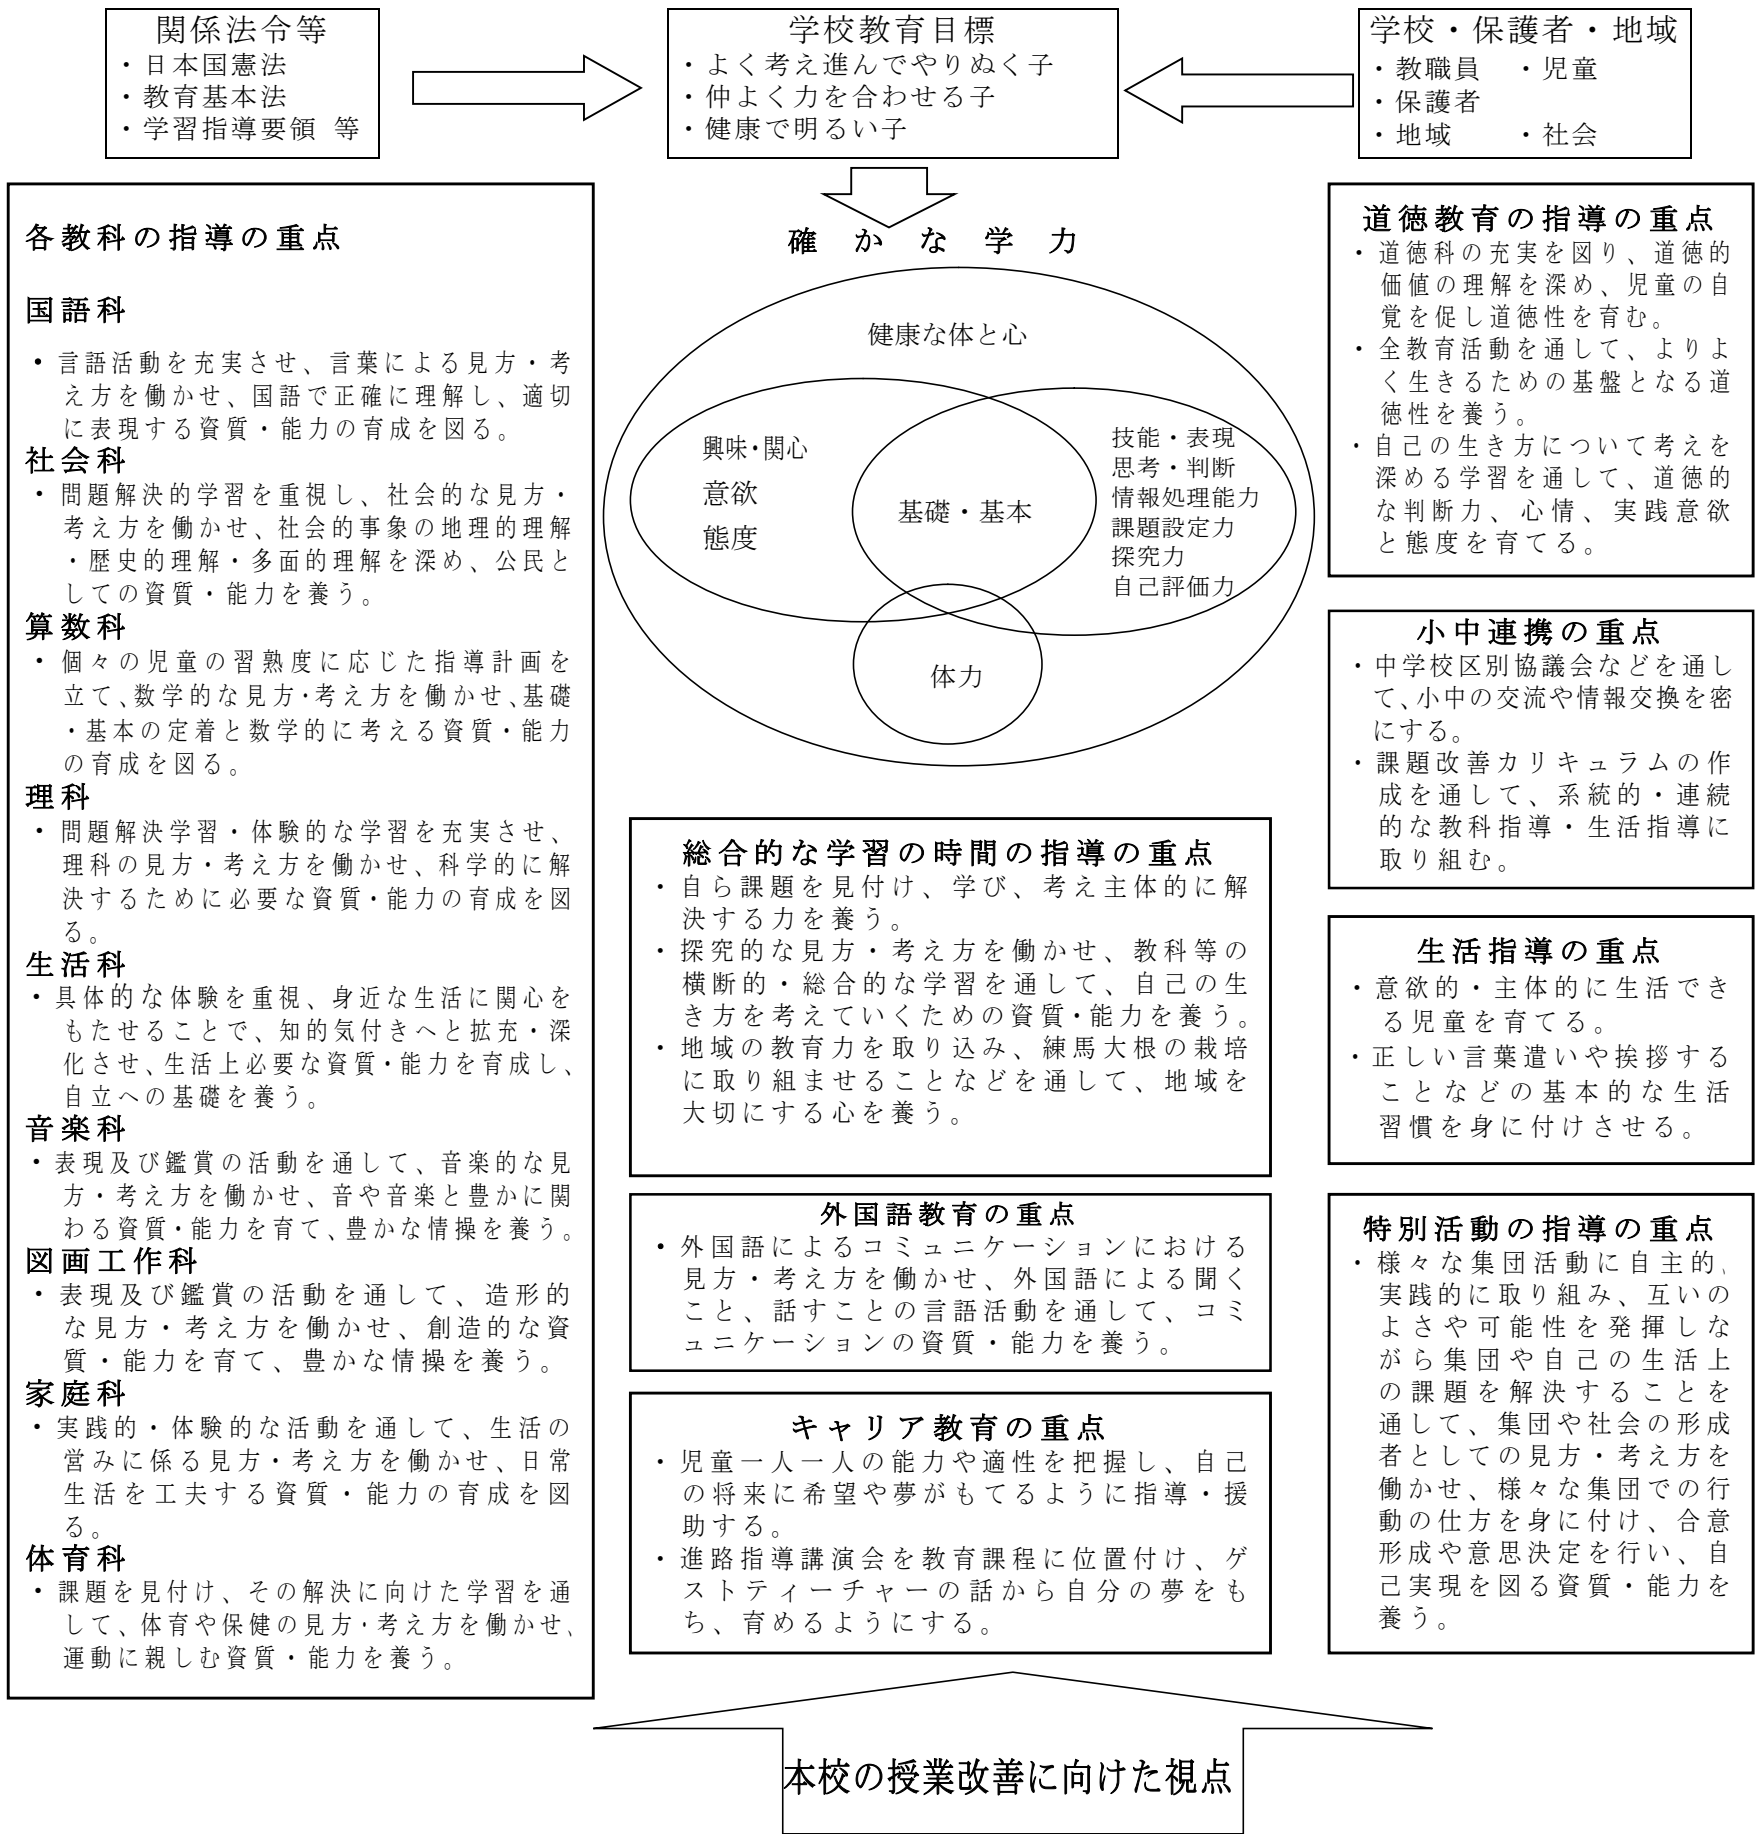 関係法令等
・日本国憲法
・教育基本法
・学習指導要領 等
学校教育目標
・よく考え進んでやりぬく子
・仲よく力を合わせる子
・健康で明るい子
学校・保護者・地域
・教職員 ・児童
・保護者
・地域 ・社会
各教科の指導の重点
国語科
・言語活動を充実させ、言葉による見方・考
え方を働かせ、国語で正確に理解し、適切
に表現する資質・能力の育成を図る。
社会科
・問題解決的学習を重視し、社会的な見方・
考え方を働かせ、社会的事象の地理的理解
・歴史的理解・多面的理解を深め、公民と
しての資質・能力を養う。
算数科
・個々の児童の習熟度に応じた指導計画を
立て、数学的な見方・考え方を働かせ、基礎
・基本の定着と数学的に考える資質・能力
の育成を図る。
理科
・問題解決学習・体験的な学習を充実させ、
理科の見方・考え方を働かせ、科学的に解
決するために必要な資質・能力の育成を図
る。
生活科
・具体的な体験を重視、身近な生活に関心を
もたせることで、知的気付きへと拡充・深
化させ、生活上必要な資質・能力を育成し、
自立への基礎を養う。
音楽科
・表現及び鑑賞の活動を通して、音楽的な見
方・考え方を働かせ、音や音楽と豊かに関
わる資質・能力を育て、豊かな情操を養う。
図画工作科
・表現及び鑑賞の活動を通して、造形的
な見方・考え方を働かせ、創造的な資
質・能力を育て、豊かな情操を養う。
家庭科
・実践的・体験的な活動を通して、生活の
営みに係る見方・考え方を働かせ、日常
生活を工夫する資質・能力の育成を図
る。
体育科
・課題を見付け、その解決に向けた学習を通
して、体育や保健の見方・考え方を働かせ、
運動に親しむ資質・能力を養う。
確かな学力
健康な体と心
興味・関心
意欲
態度
基礎・基本
技能・表現
思考・判断
情報処理能力
課題設定力
探究力
自己評価力
体力
総合的な学習の時間の指導の重点
・自ら課題を見付け、学び、考え主体的に解
決する力を養う。
・探究的な見方・考え方を働かせ、教科等の
横断的・総合的な学習を通して、自己の生
き方を考えていくための資質・能力を養う。
・地域の教育力を取り込み、練馬大根の栽培
に取り組ませることなどを通して、地域を
大切にする心を養う。
外国語教育の重点
・外国語によるコミュニケーションにおける
見方・考え方を働かせ、外国語による聞く
こと、話すことの言語活動を通して、コミ
ュニケーションの資質・能力を養う。
キャリア教育の重点
・児童一人一人の能力や適性を把握し、自己
の将来に希望や夢がもてるように指導・援
助する。
・進路指導講演会を教育課程に位置付け、ゲ
ストティーチャーの話から自分の夢をも
ち、育めるようにする。
道徳教育の指導の重点
・道徳科の充実を図り、道徳的
価値の理解を深め、児童の自
覚を促し道徳性を育む。
・全教育活動を通して、よりよ
く生きるための基盤となる道
徳性を養う。
・自己の生き方について考えを
深める学習を通して、道徳的
な判断力、心情、実践意欲
と態度を育てる。
小中連携の重点
・中学校区別協議会などを通し
て、小中の交流や情報交換を密
にする。
・課題改善カリキュラムの作
成を通して、系統的・連続
的な教科指導・生活指導に
取り組む。
生活指導の重点
・意欲的・主体的に生活でき
る児童を育てる。
・正しい言葉遣いや挨拶する
ことなどの基本的な生活
習慣を身に付けさせる。
特別活動の指導の重点
・様々な集団活動に自主的、
実践的に取り組み、互いの
よさや可能性を発揮しな
がら集団や自己の生活上
の課題を解決することを
通して、集団や社会の形成
者としての見方・考え方を
働かせ、様々な集団での行
動の仕方を身に付け、合意
形成や意思決定を行い、自
己実現を図る資質・能力を
養う。
本校の授業改善に向けた視点